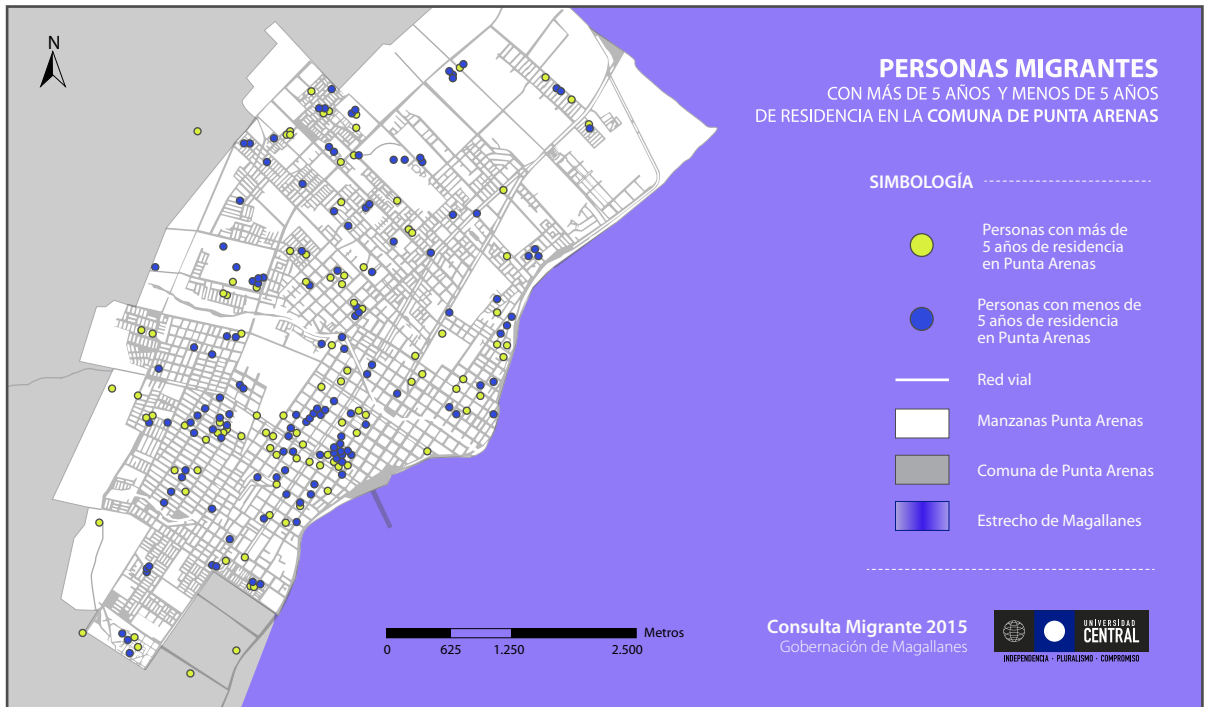 N
PERSONAS MIGRANTES
CON MÁS DE 5 AÑOS Y MENOS DE 5 AÑOS
DE RESIDENCIA EN LA COMUNA DE PUNTA ARENAS
SIMBOLOGÍA
Personas con más de
5 años de residencia
en Punta Arenas
Personas con menos de
5 años de residencia
en Punta Arenas
Red vial
Manzanas Punta Arenas
Comuna de Punta Arenas
Estrecho de Magallanes
Metros
0 625 1.250 2.500
Consulta Migrante 2015
Gobernación de Magallanes
UNIVERSIDAD
CENTRAL
INDEPENDENCIA · PLURALISMO · COMPROMISO